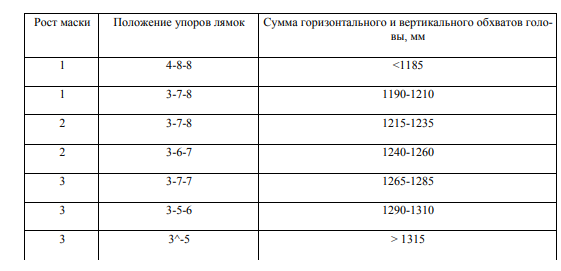 Рост маски Положение упоров лямок Сумма горизонтального и вертикального обхватов голо-
вы, мм
1 4-8-8 <1185
1 3-7-8 1190-1210
2 3-7-8 1215-1235
2 3-6-7 1240-1260
3 3-7-7 1265-1285
3 3-5-6 1290-1310
3 3^-5 > 1315